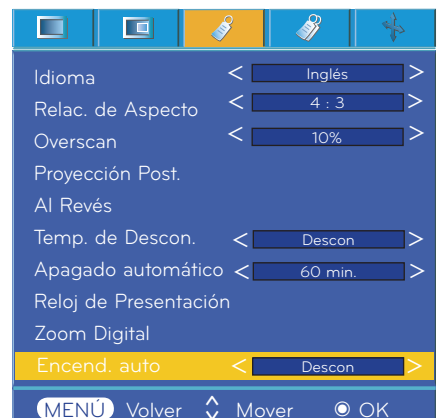 Idioma < Inglés >
Relac. de Aspecto < 4 : 3 >
Overscan < 10% >
Proyección Post.
Al Revés
Temp. de Descon. < Descon >
Apagado automático < 60 min. >
Reloj de Presentación
Zoom Digital
Encend. auto < Descon >
MENÚ Volver Mover OK